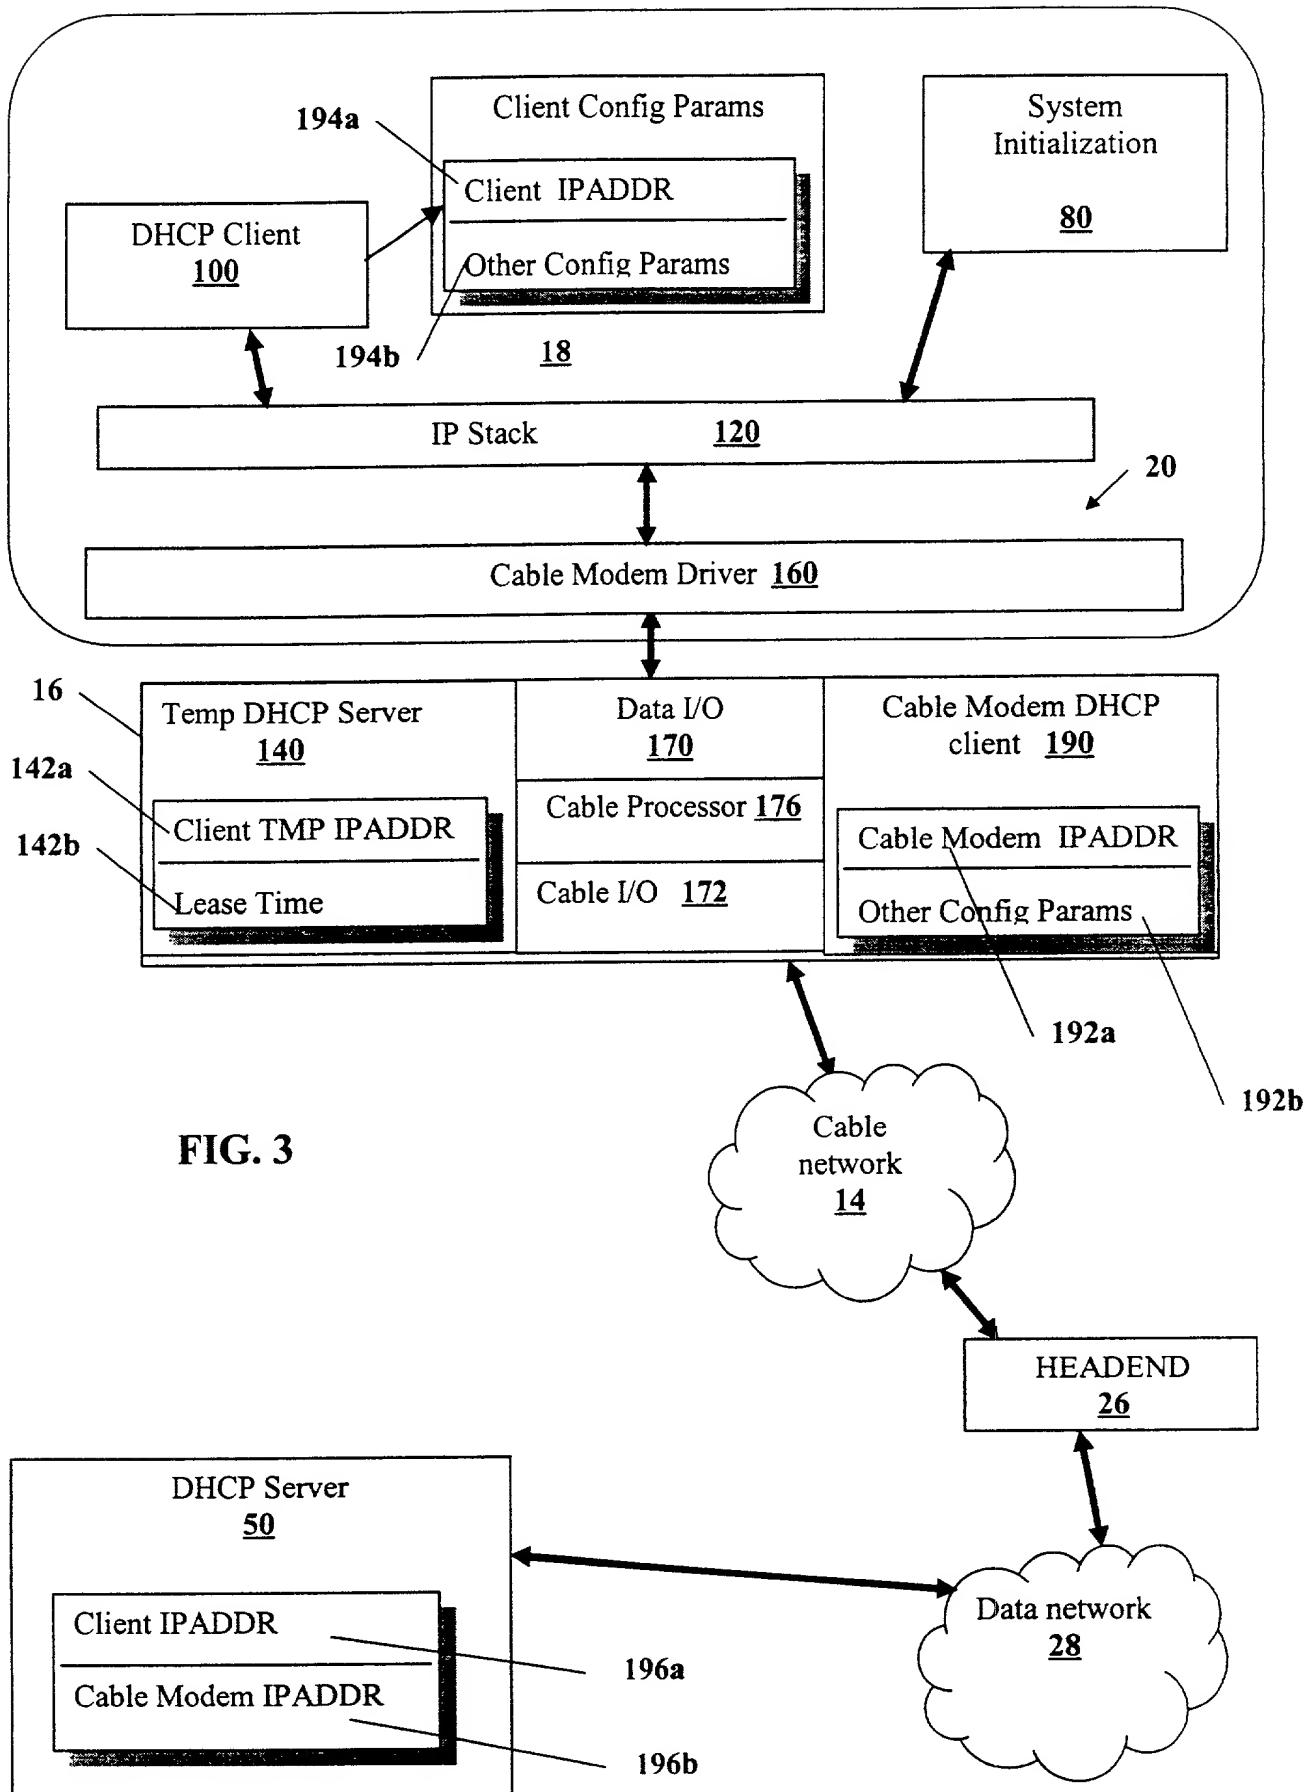 Client Config Params
System
Initialization
80
194a
Client IPADDR
DHCP Client
100
Other Config Params
194b
18
IP Stack 120
20
Cable Modem Driver 160
16
Temp DHCP Server
140
Data I/O
170
Cable Modem DHCP
client 190
142a
Client TMP IPADDR
142b
Lease Time
Cable Processor 176
Cable I/O 172
Cable Modem IPADDR
Other Config Params
192a
192b
Cable
network
14
FIG. 3
HEADEND
26
DHCP Server
50
Client IPADDR
196a
Cable Modem IPADDR
196b
Data network
28